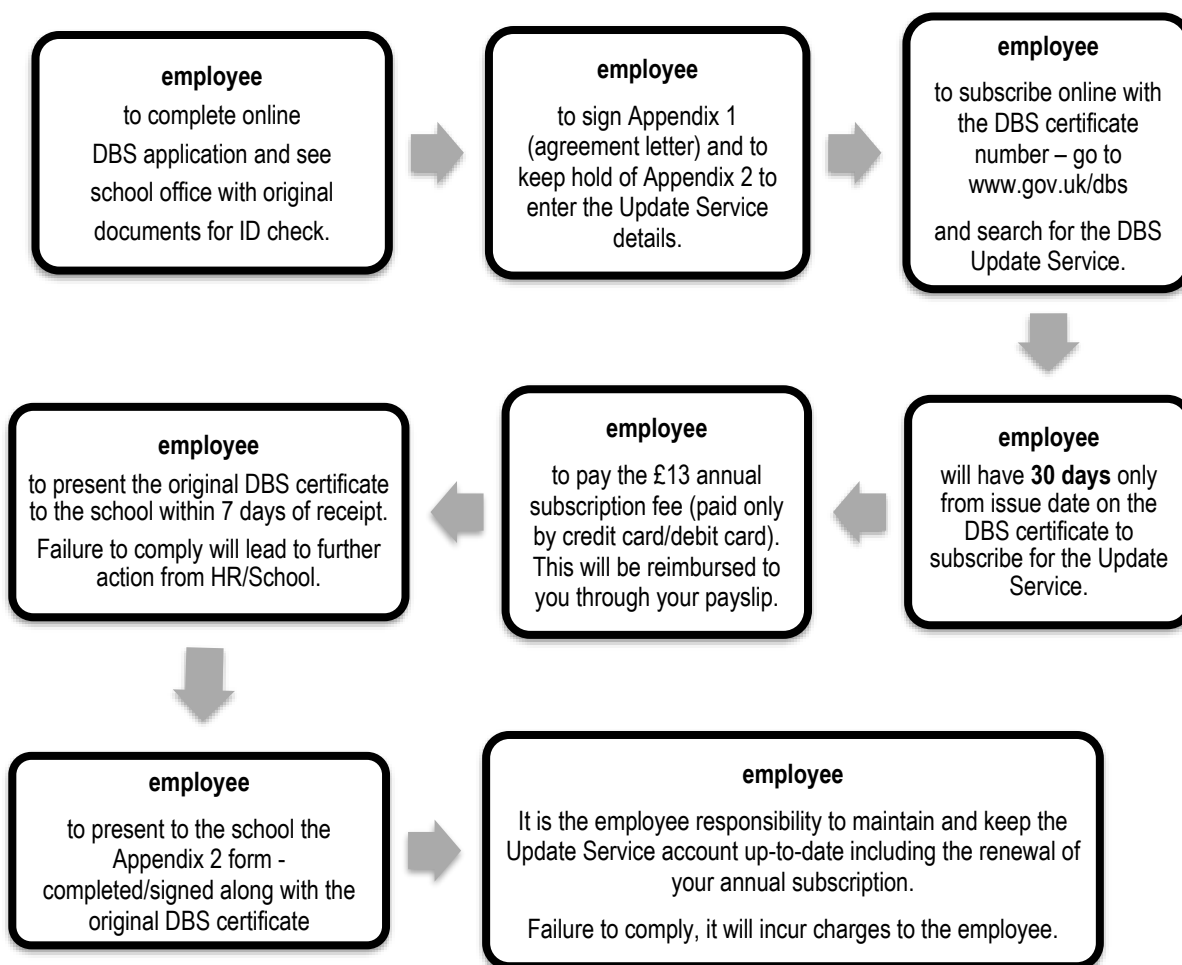 employee
to complete online
DBS application and see
school office with original
documents for ID check.
employee
to sign Appendix 1
(agreement letter) and to
keep hold of Appendix 2 to
enter the Update Service
details.
employee
to subscribe online with
the DBS certificate
number – go to
www.gov.uk/dbs
and search for the DBS
Update Service.
employee
will have 30 days only
from issue date on the
DBS certificate to
subscribe for the Update
Service.
employee
to pay the £13 annual
subscription fee (paid only
by credit card/debit card).
This will be reimbursed to
you through your payslip.
employee
to present the original DBS certificate
to the school within 7 days of receipt.
Failure to comply will lead to further
action from HR/School.
employee
to present to the school the
Appendix 2 form -
completed/signed along with the
original DBS certificate
employee
It is the employee responsibility to maintain and keep the
Update Service account up-to-date including the renewal of
your annual subscription.
Failure to comply, it will incur charges to the employee.